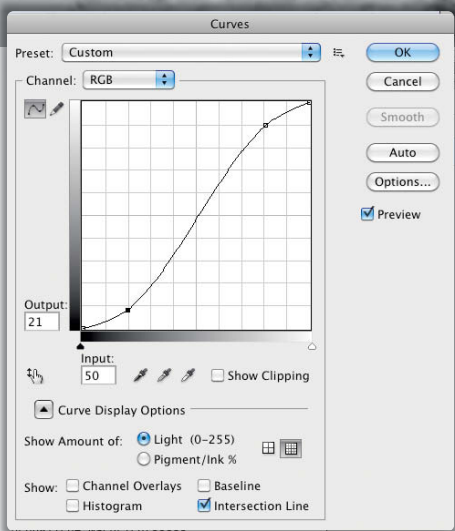 Curves
Preset: Custom
OK
Channel: RGB
Cancel
Smooth
Auto
Options...
Preview
Output:
21
Input:
50
Show Clipping
Curve Display Options
Show Amount of: Light (0-255)
Pigment/Ink %
Show: Channel Overlays Baseline
Histogram Intersection Line